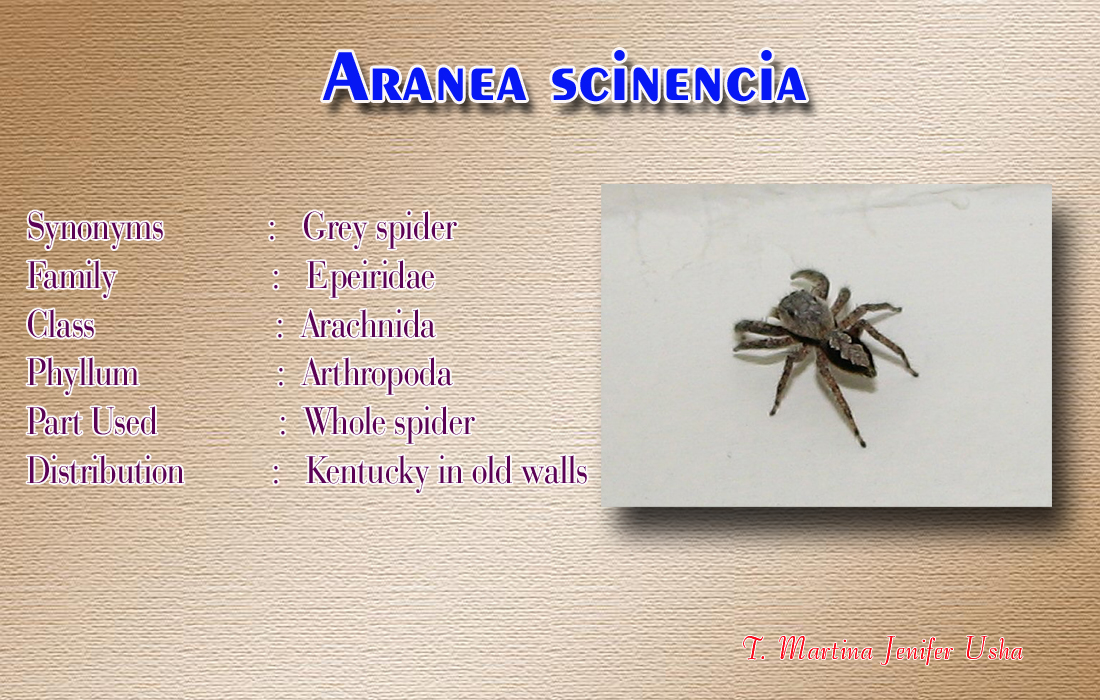 Aranea scinencia
Synonyms : Grey spider
Family : Epeiridae
Class : Arachnida
Phyllum : Arthropoda
Part Used : Whole spider
Distribution : Kentucky in old walls
T. Martina Jenifer Usha